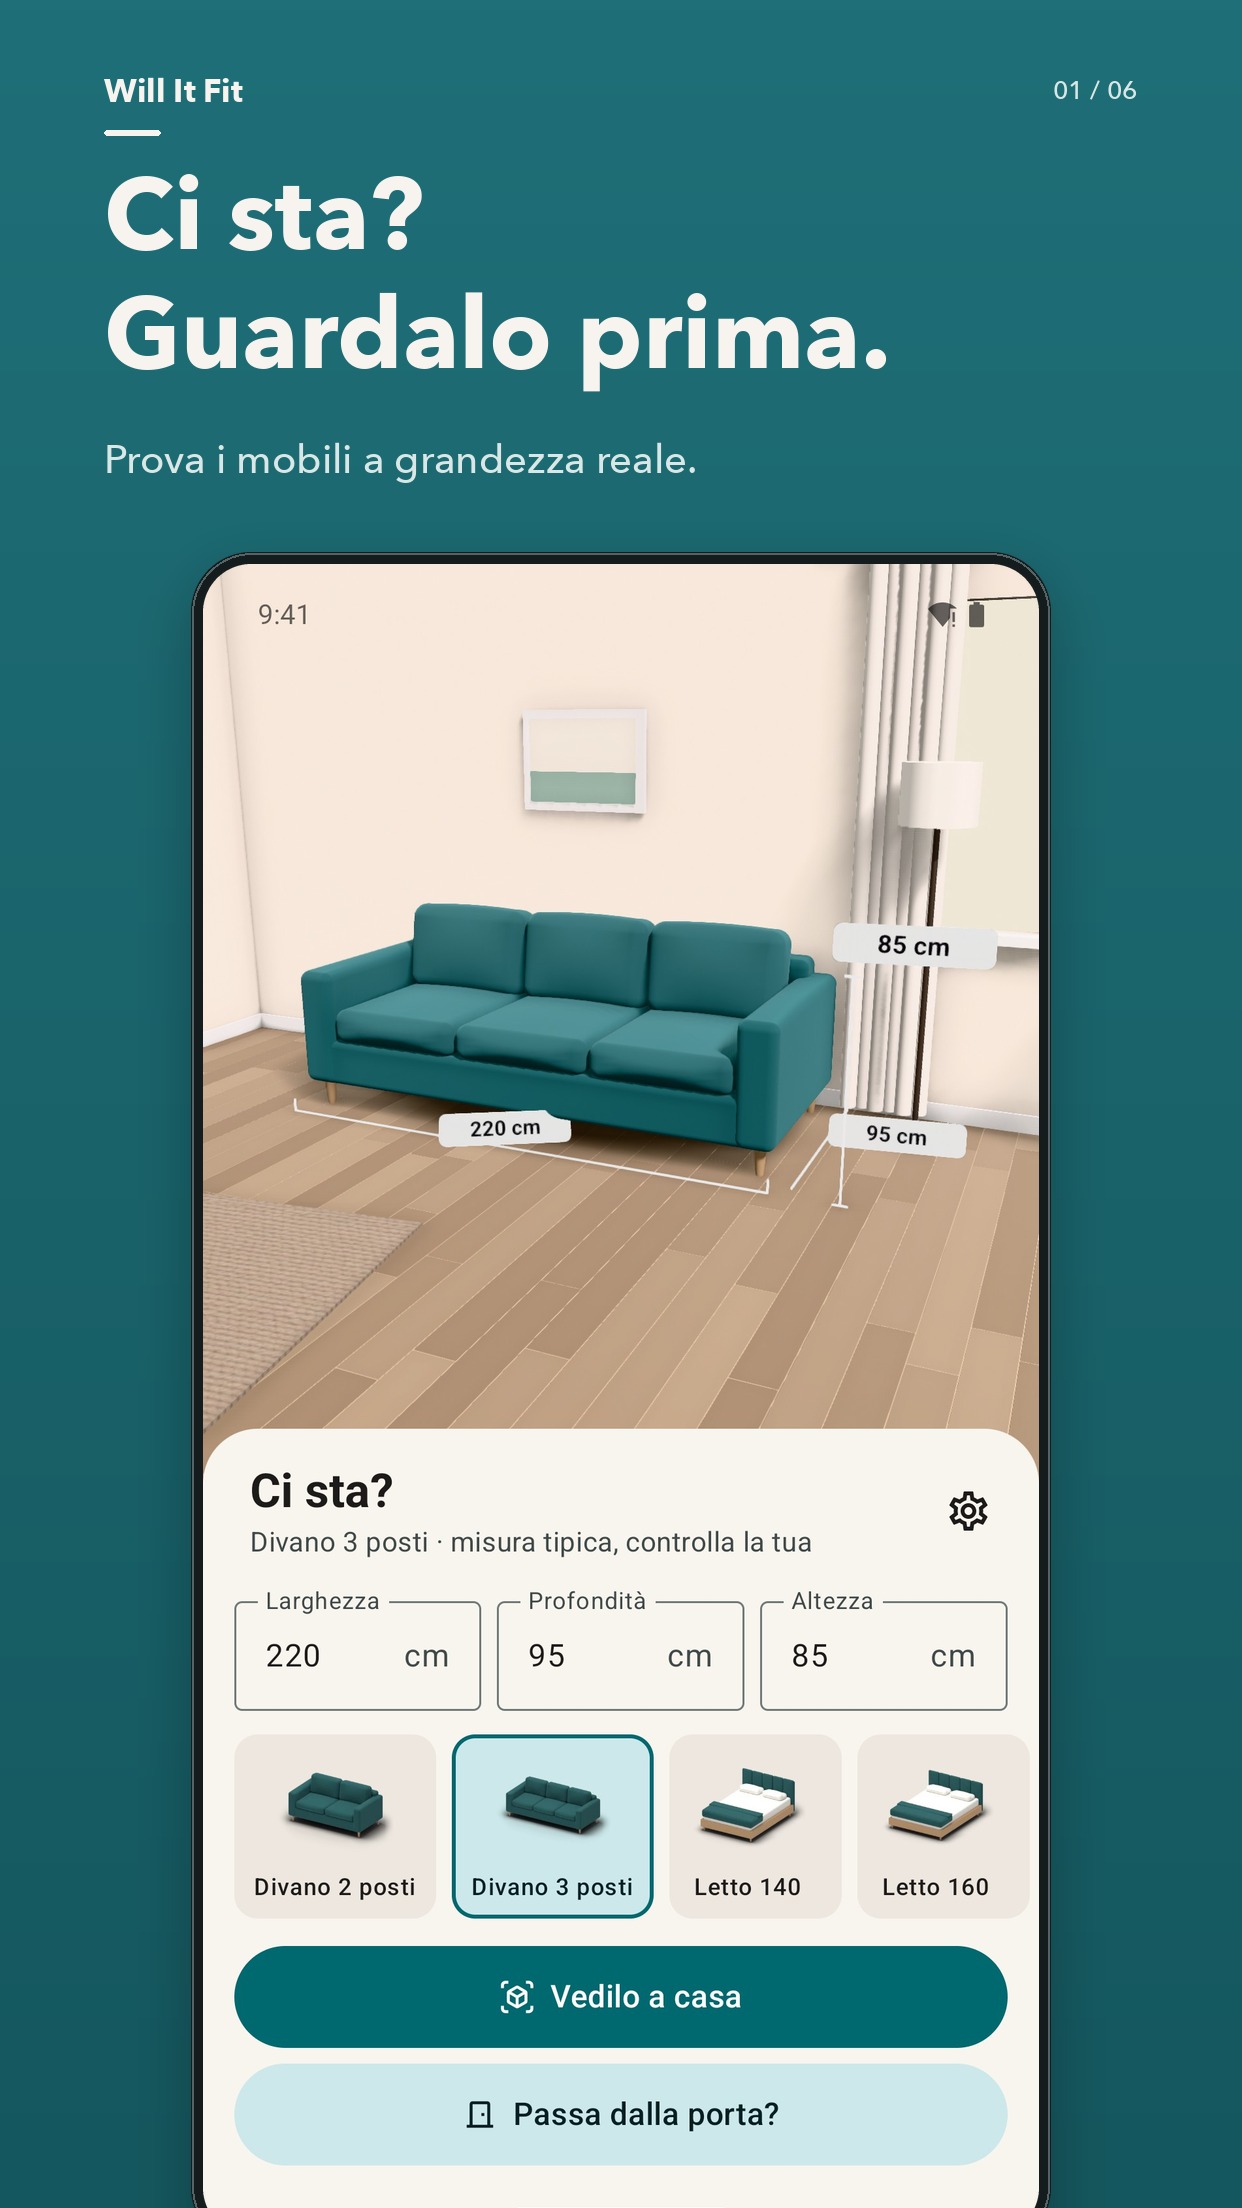 Will It Fit
01 / 06
Ci sta?
Guardalo prima.
Prova i mobili a grandezza reale.
9:41
85 cm
220 cm
95 cm
Ci sta?
Divano 3 posti · misura tipica, controlla la tua
Larghezza
Profondità
Altezza
220 cm
95 cm
85 cm
Divano 2 posti
Divano 3 posti
Letto 140
Letto 160
Vedilo a casa
Passa dalla porta?